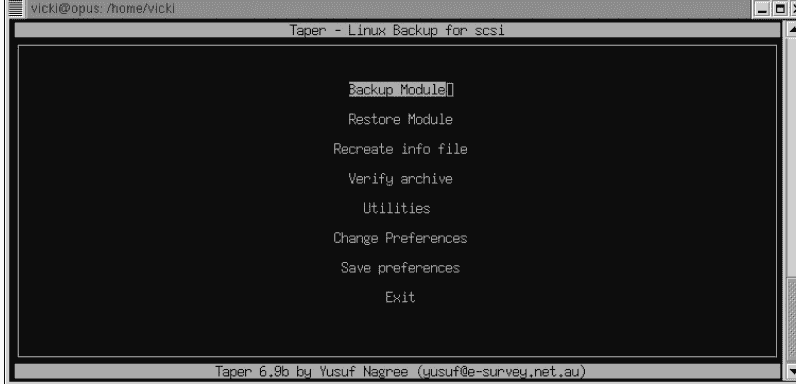 vicki@opus: /home/vicki
Taper - Linux Backup for scsi
Backup Module
Restore Module
Recreate info file
Verify archive
Utilities
Change Preferences
Save preferences
Exit
Taper 6.9b by Yusuf Nagree (yusuf@e-survey.net.au)